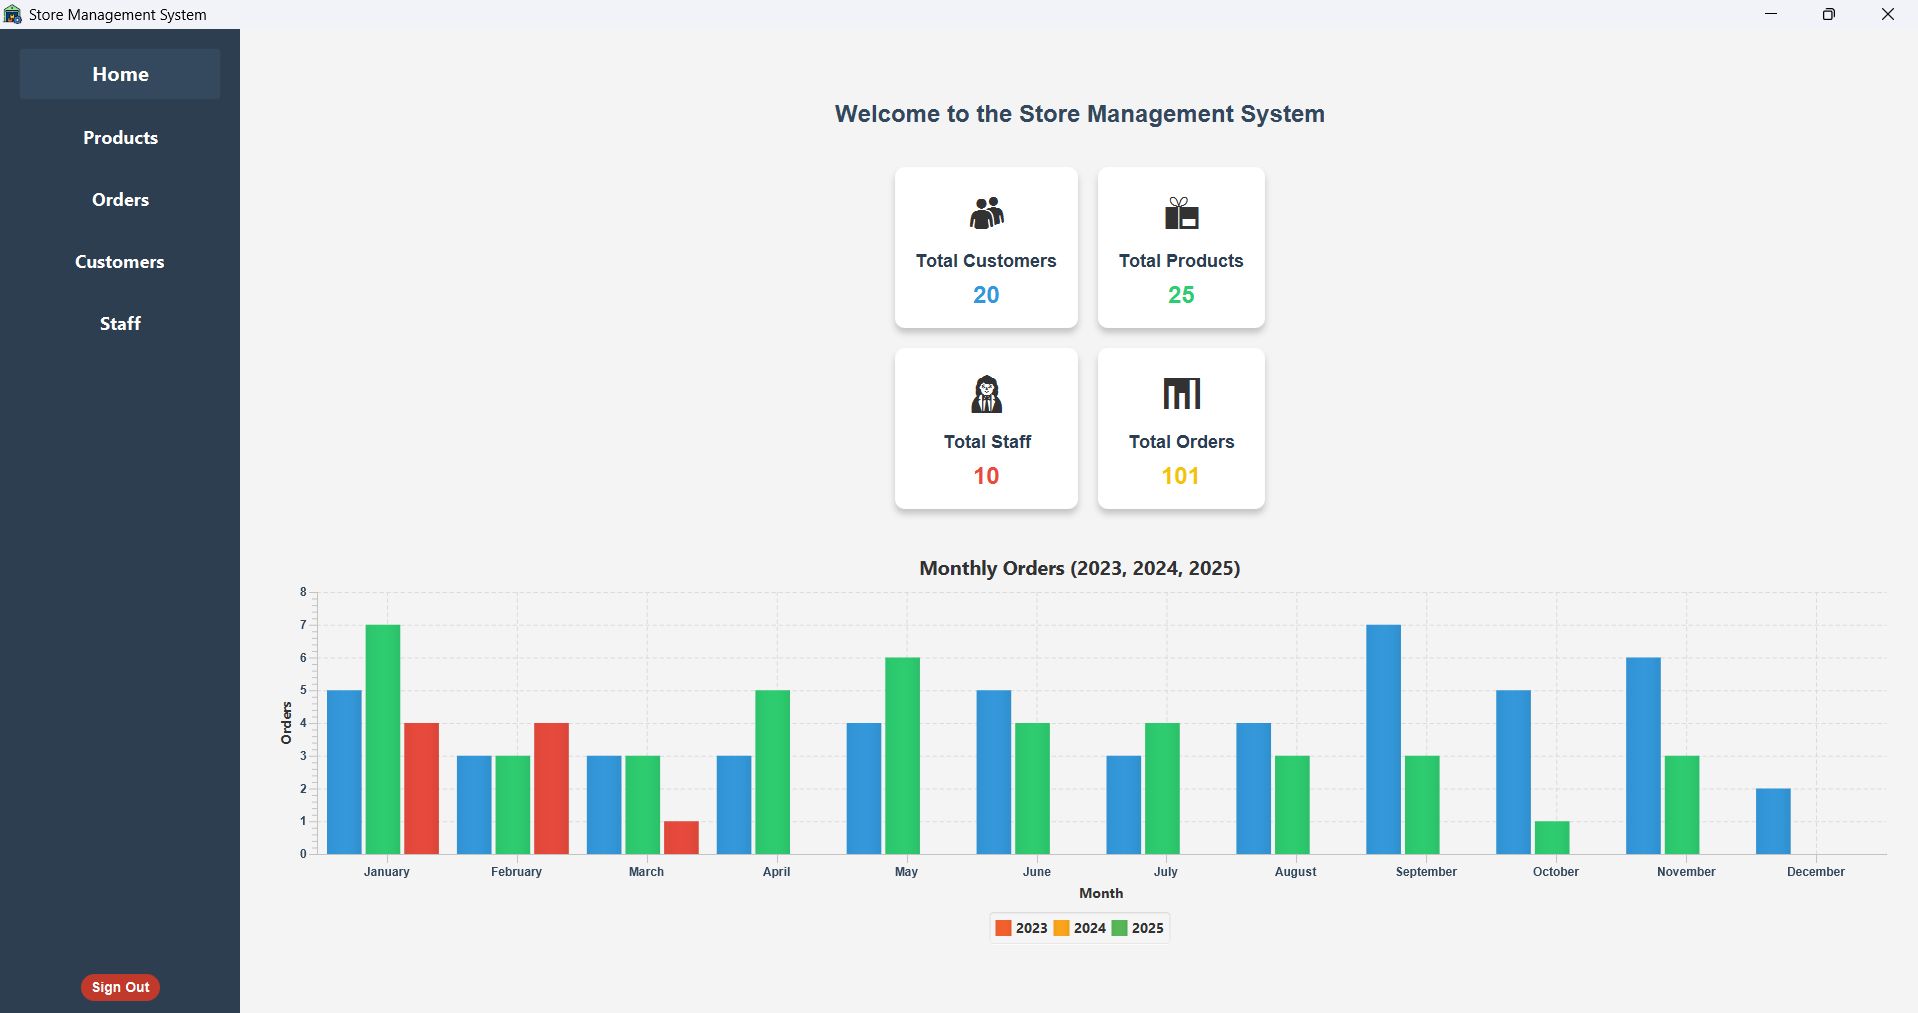 Store Management System
Home
Products
Orders
Customers
Staff
Sign Out
Welcome to the Store Management System
Total Customers
20
Total Products
25
Total Staff
10
Total Orders
101
Monthly Orders (2023, 2024, 2025)
Orders
8
7
6
5
4
3
2
1
0
January February March April May June July August September October November December
Month
2023 2024 2025